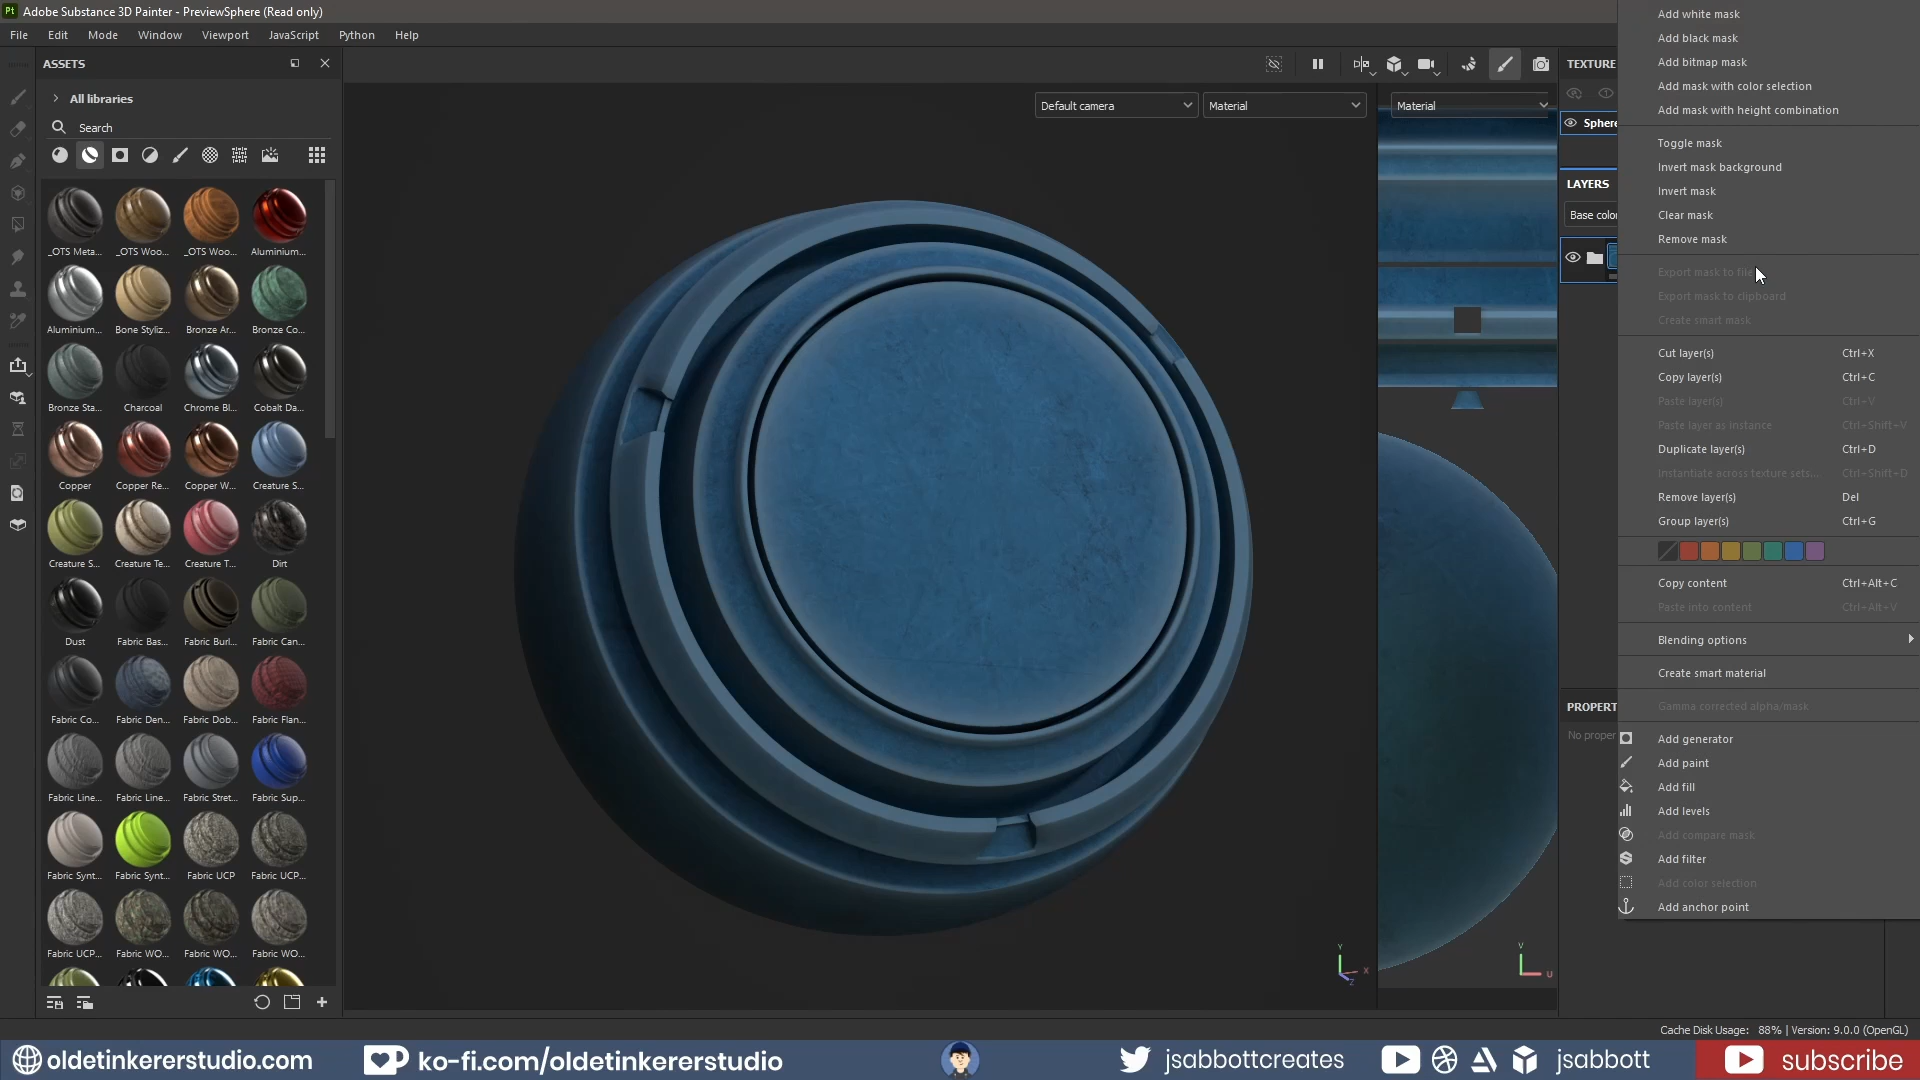 Pt Adobe Substance 3D Painter - PreviewSphere (Read only)
File Edit Mode Window Viewport JavaScript Python Help
ASSETS
All libraries
Search
_OTS Meta... _OTS Woo... _OTS Woo... Aluminium...
Aluminium... Bone Styliz... Bronze Ar... Bronze Co...
Bronze Sta... Charcoal Chrome Bl... Cobalt Da...
Copper Copper Re... Copper W... Creature S...
Creature S... Creature Te... Creature T... Dirt
Dust Fabric Bas... Fabric Burl... Fabric Can...
Fabric Co... Fabric Den... Fabric Dob... Fabric Flan...
Fabric Line... Fabric Line... Fabric Stret... Fabric Sup...
Fabric Synt... Fabric Synt... Fabric UCP Fabric UCP...
Fabric UCP... Fabric WO... Fabric WO... Fabric WO...
Default camera Material Material
Y X Z
V U
TEXTURE
Sphere
LAYERS
Base color
PROPERT
No proper
Add white mask
Add black mask
Add bitmap mask
Add mask with color selection
Add mask with height combination
Toggle mask
Invert mask background
Invert mask
Clear mask
Remove mask
Export mask to file
Export mask to clipboard
Create smart mask
Cut layer(s) Ctrl+X
Copy layer(s) Ctrl+C
Paste layer(s) Ctrl+V
Paste layer as instance Ctrl+Shift+V
Duplicate layer(s) Ctrl+D
Instantiate across texture sets... Ctrl+Shift+D
Remove layer(s) Del
Group layer(s) Ctrl+G
Copy content Ctrl+Alt+C
Paste into content Ctrl+Alt+V
Blending options
Create smart material
Gamma corrected alpha/mask
Add generator
Add paint
Add fill
Add levels
Add compare mask
Add filter
Add color selection
Add anchor point
Cache Disk Usage: 88% | Version: 9.0.0 (OpenGL)
oldetinkererstudio.com ko-fi.com/oldetinkererstudio jsabbottcreates jsabbott subscribe